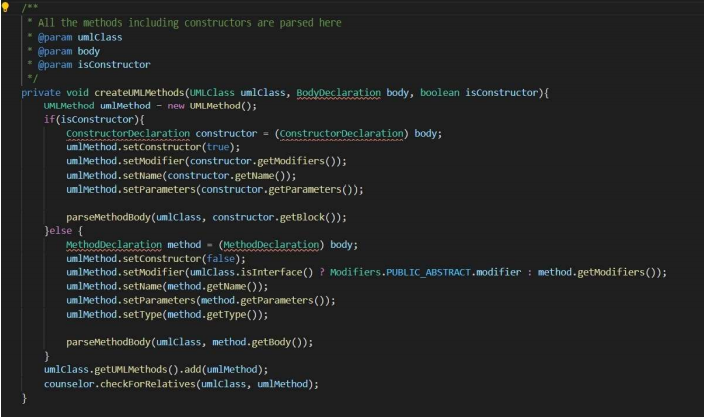 /**
 * All the methods including constructors are parsed here
 * @param umlClass
 * @param body
 * @param isConstructor
 */
private void createUMLMethods(UMLClass umlClass, BodyDeclaration body, boolean isConstructor){
    UMLMethod umlMethod = new UMLMethod();
    if(isConstructor){
        ConstructorDeclaration constructor = (ConstructorDeclaration) body;
        umlMethod.setConstructor(true);
        umlMethod.setModifier(constructor.getModifiers());
        umlMethod.setName(constructor.getName());
        umlMethod.setParameters(constructor.getParameters());

        parseMethodBody(umlClass, constructor.getBlock());
    }else {
        MethodDeclaration method = (MethodDeclaration) body;
        umlMethod.setConstructor(false);
        umlMethod.setModifier(umlClass.isInterface() ? Modifiers.PUBLIC_ABSTRACT.modifier : method.getModifiers());
        umlMethod.setName(method.getName());
        umlMethod.setParameters(method.getParameters());
        umlMethod.setType(method.getType());

        parseMethodBody(umlClass, method.getBody());
    }
    umlClass.getUMLMethods().add(umlMethod);
    counselor.checkForRelatives(umlClass, umlMethod);
}